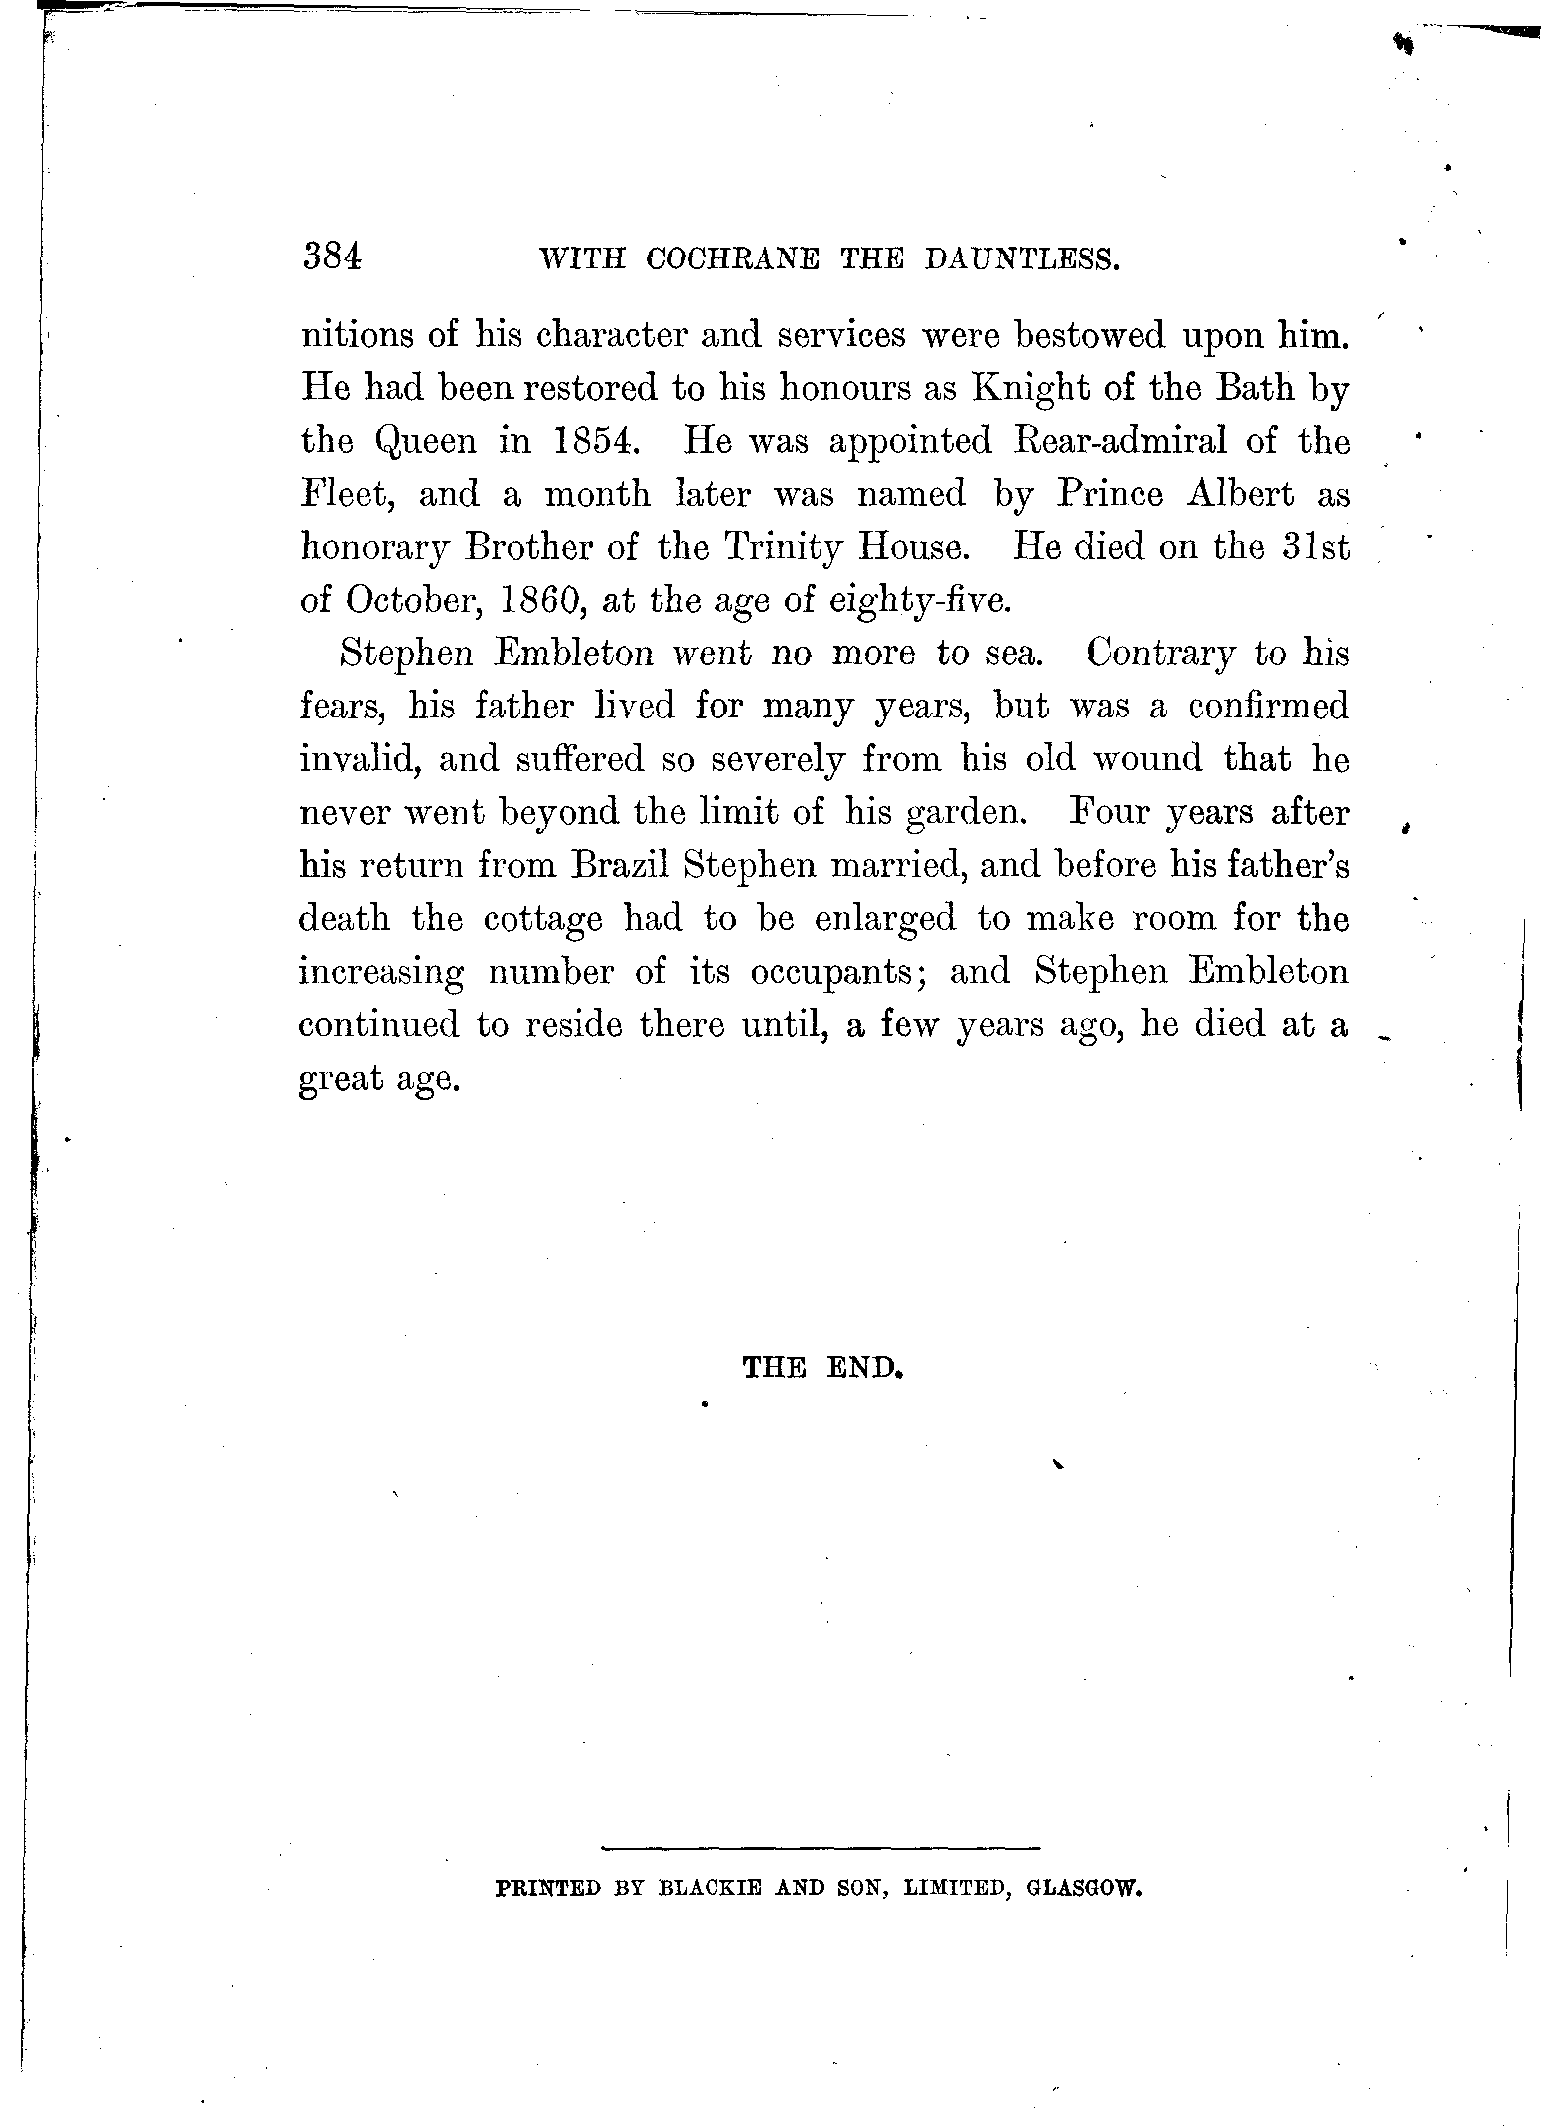 384 WITH COCHRANE THE DAUNTLESS.
nitions of his character and services were bestowed upon him.
He had been restored to his honours as Knight of the Bath by
the Queen in 1854. He was appointed Rear-admiral of the
Fleet, and a month later was named by Prince Albert as
honorary Brother of the Trinity House. He died on the 31st
of October, 1860, at the age of eighty-five.
Stephen Embleton went no more to sea. Contrary to his
fears, his father lived for many years, but was a confirmed
invalid, and suffered so severely from his old wound that he
never went beyond the limit of his garden. Four years after
his return from Brazil Stephen married, and before his father's
death the cottage had to be enlarged to make room for the
increasing number of its occupants; and Stephen Embleton
continued to reside there until, a few years ago, he died at a
great age.
THE END.
PRINTED BY BLACKIE AND SON, LIMITED, GLASGOW.